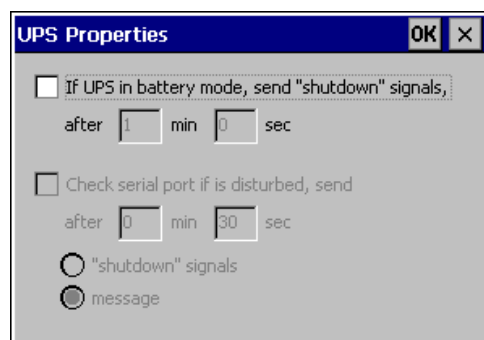 UPS Properties OK ×
If UPS in battery mode, send "shutdown" signals,
after 1 min 0 sec
Check serial port if is disturbed, send
after 0 min 30 sec
"shutdown" signals
message